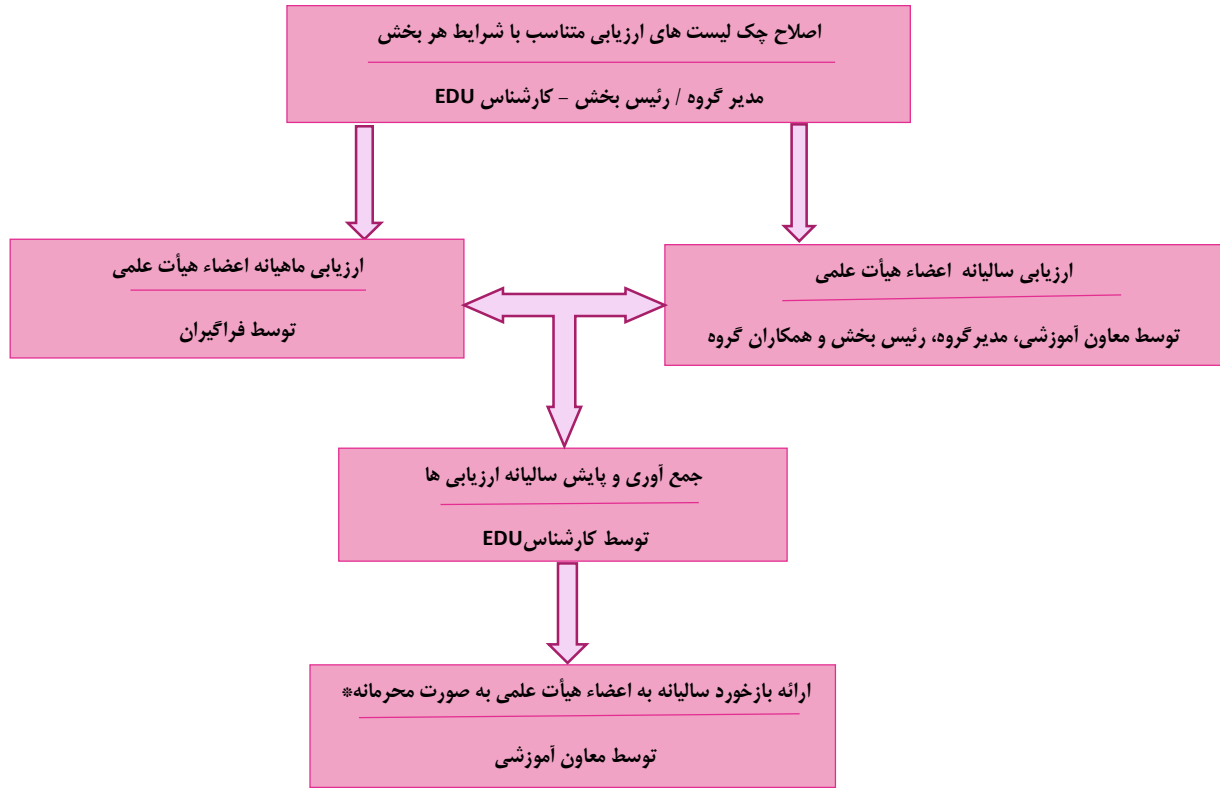 اصلاح چک لیست های ارزیابی متناسب با شرایط هر بخش
مدیر گروه / رئیس بخش – کارشناس EDU
ارزیابی سالیانه اعضاء هیأت علمی
توسط معاون آموزشی، مدیرگروه، رئیس بخش و همکاران گروه
ارزیابی ماهیانه اعضاء هیأت علمی
توسط فراگیران
جمع آوری و پایش سالیانه ارزیابی ها
توسط کارشناسEDU
ارائه بازخورد سالیانه به اعضاء هیأت علمی به صورت محرمانه*
توسط معاون آموزشی